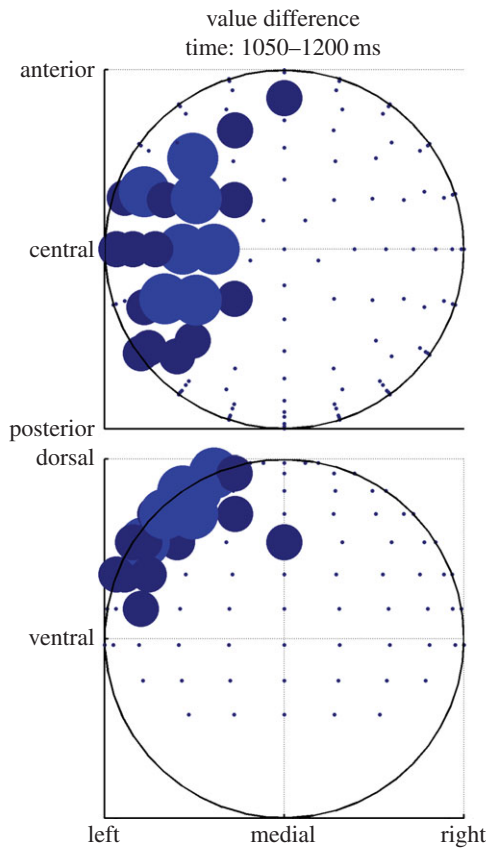 value difference
time: 1050–1200 ms
anterior
central
posterior
dorsal
ventral
left medial right